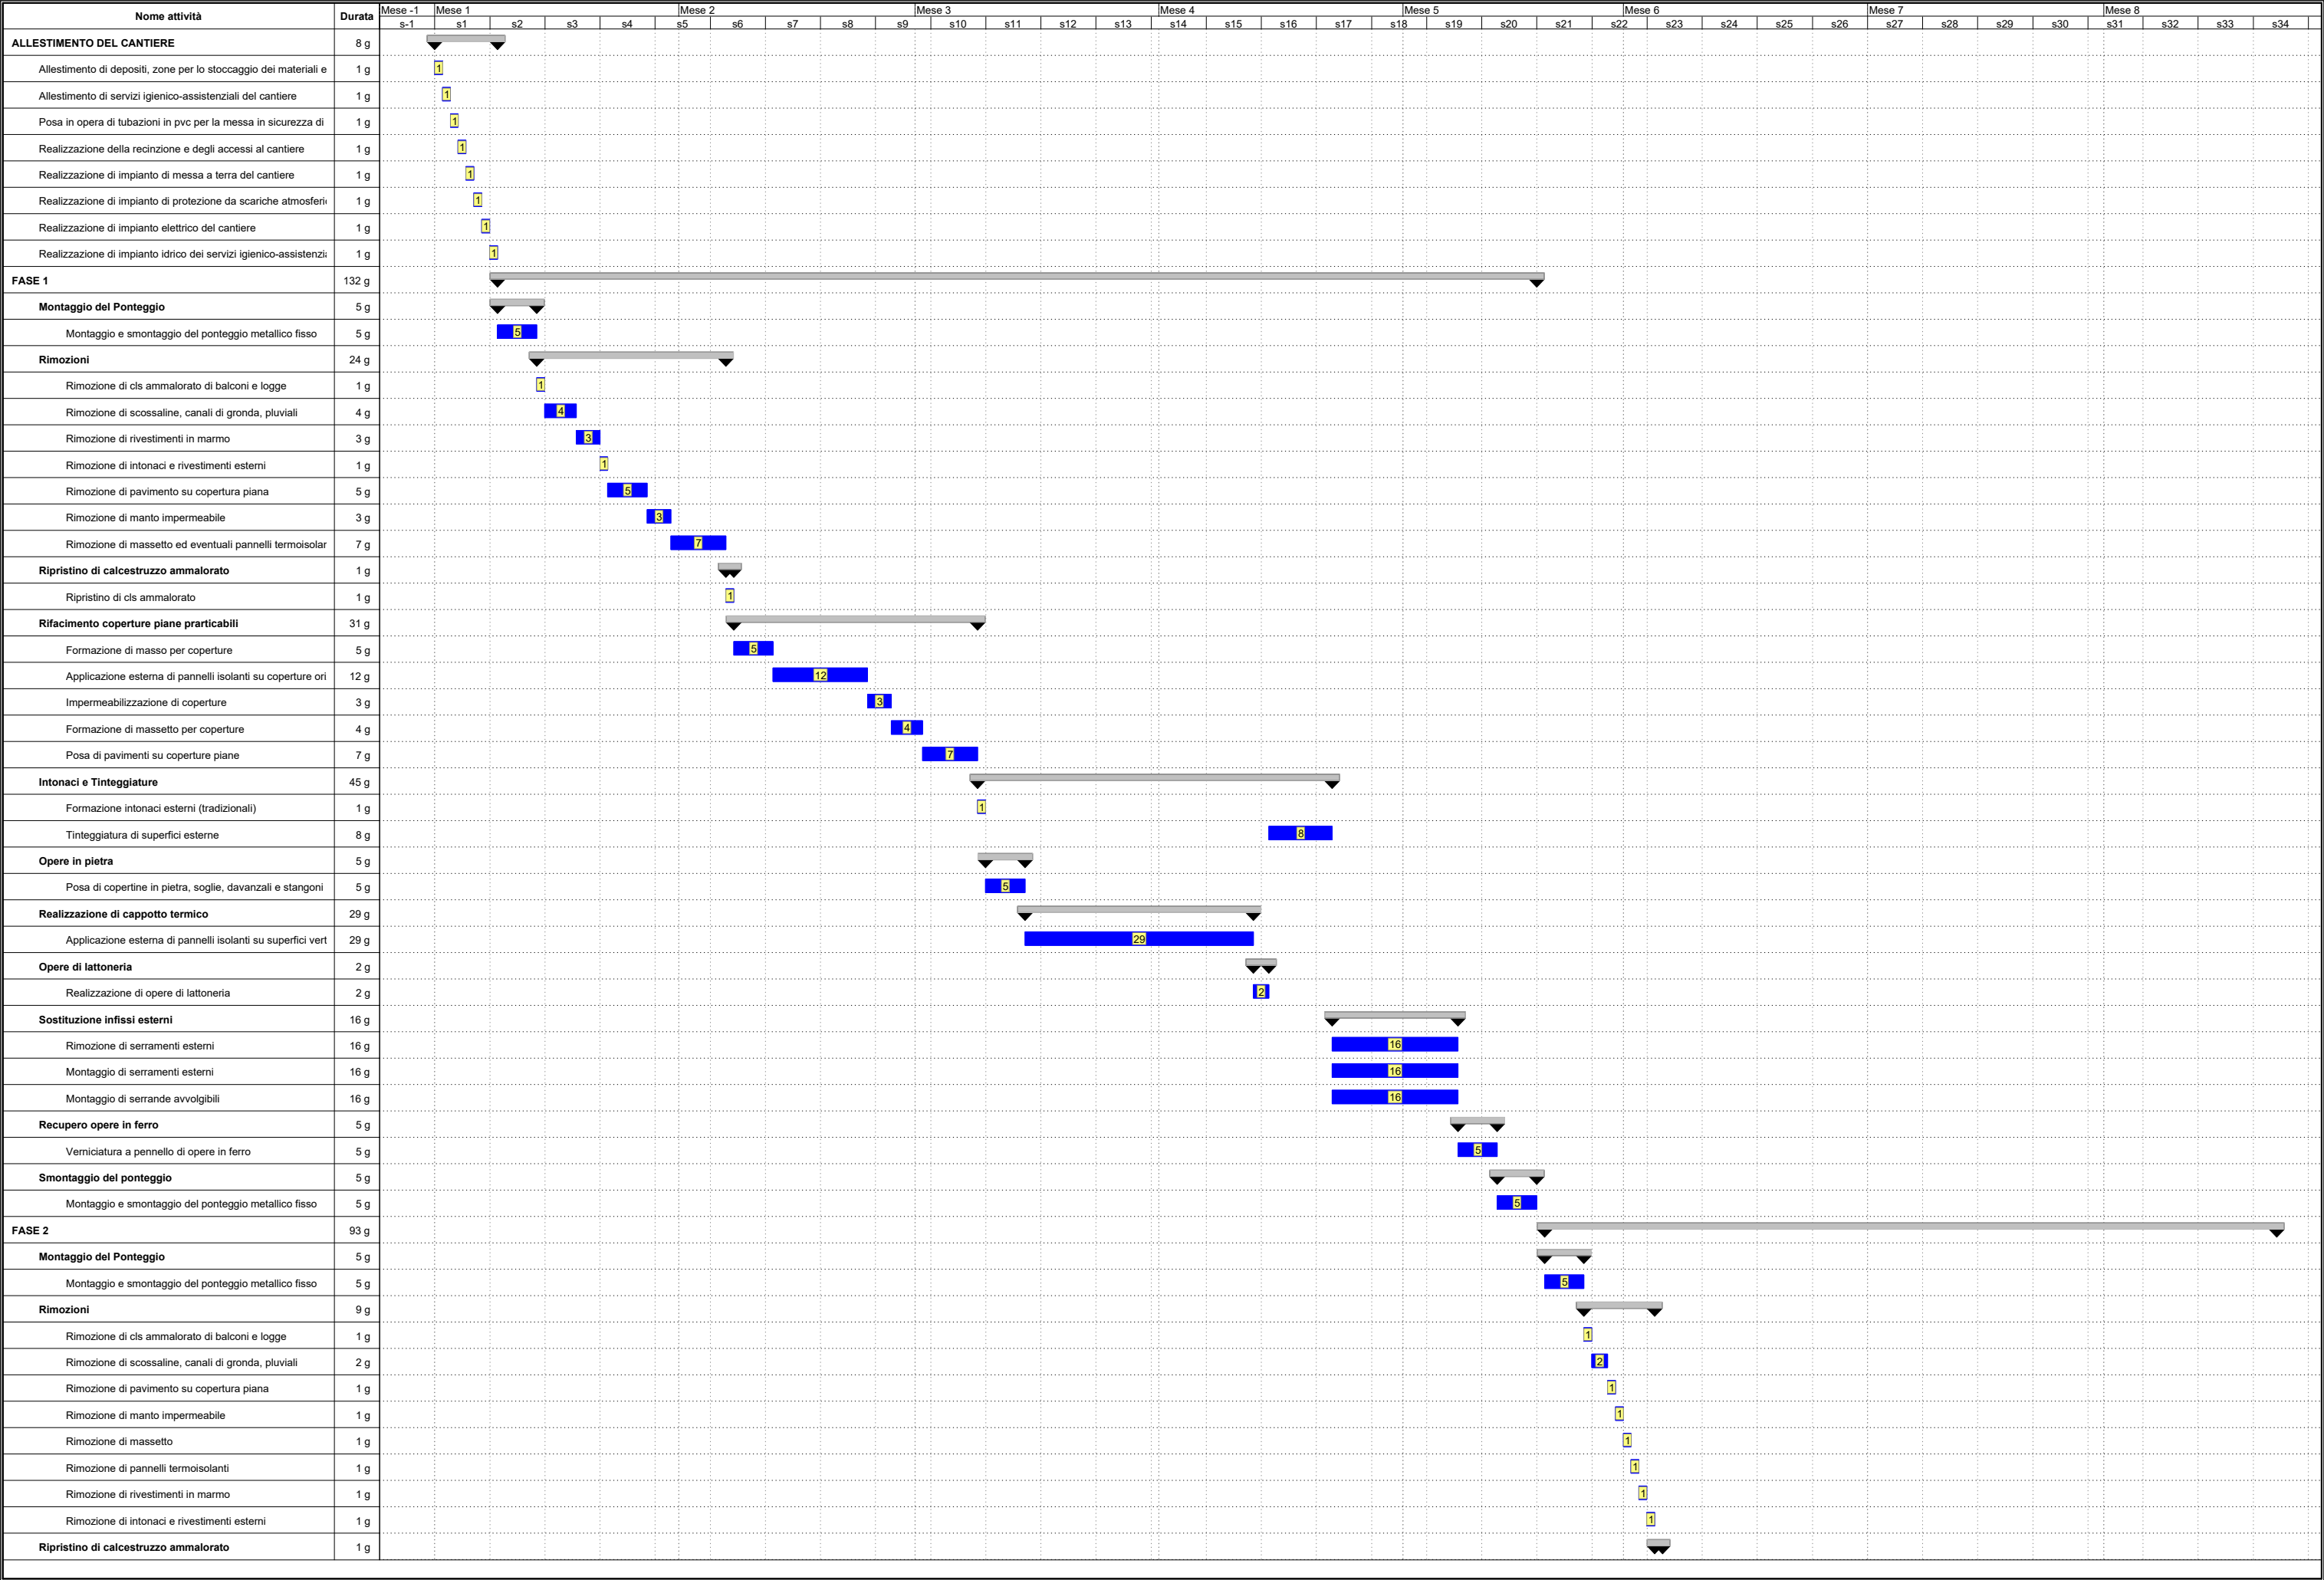 Nome attività Durata Mese -1 Mese 1 Mese 2 Mese 3 Mese 4 Mese 5 Mese 6 Mese 7 Mese 8
s-1 s1 s2 s3 s4 s5 s6 s7 s8 s9 s10 s11 s12 s13 s14 s15 s16 s17 s18 s19 s20 s21 s22 s23 s24 s25 s26 s27 s28 s29 s30 s31 s32 s33 s34
ALLESTIMENTO DEL CANTIERE 8 g
Allestimento di depositi, zone per lo stoccaggio dei materiali e 1 g 1
Allestimento di servizi igienico-assistenziali del cantiere 1 g 1
Posa in opera di tubazioni in pvc per la messa in sicurezza di 1 g 1
Realizzazione della recinzione e degli accessi al cantiere 1 g 1
Realizzazione di impianto di messa a terra del cantiere 1 g 1
Realizzazione di impianto di protezione da scariche atmosferi 1 g 1
Realizzazione di impianto elettrico del cantiere 1 g 1
Realizzazione di impianto idrico dei servizi igienico-assistenzia 1 g 1
FASE 1 132 g
Montaggio del Ponteggio 5 g
Montaggio e smontaggio del ponteggio metallico fisso 5 g 5
Rimozioni 24 g
Rimozione di cls ammalorato di balconi e logge 1 g 1
Rimozione di scossaline, canali di gronda, pluviali 4 g 4
Rimozione di rivestimenti in marmo 3 g 3
Rimozione di intonaci e rivestimenti esterni 1 g 1
Rimozione di pavimento su copertura piana 5 g 5
Rimozione di manto impermeabile 3 g 3
Rimozione di massetto ed eventuali pannelli termoisolar 7 g 7
Ripristino di calcestruzzo ammalorato 1 g
Ripristino di cls ammalorato 1 g 1
Rifacimento coperture piane prarticabili 31 g
Formazione di masso per coperture 5 g 5
Applicazione esterna di pannelli isolanti su coperture ori 12 g 12
Impermeabilizzazione di coperture 3 g 3
Formazione di massetto per coperture 4 g 4
Posa di pavimenti su coperture piane 7 g 7
Intonaci e Tinteggiature 45 g
Formazione intonaci esterni (tradizionali) 1 g 1
Tinteggiatura di superfici esterne 8 g 8
Opere in pietra 5 g
Posa di copertine in pietra, soglie, davanzali e stangoni 5 g 5
Realizzazione di cappotto termico 29 g
Applicazione esterna di pannelli isolanti su superfici vert 29 g 29
Opere di lattoneria 2 g
Realizzazione di opere di lattoneria 2 g 2
Sostituzione infissi esterni 16 g
Rimozione di serramenti esterni 16 g 16
Montaggio di serramenti esterni 16 g 16
Montaggio di serrande avvolgibili 16 g 16
Recupero opere in ferro 5 g
Verniciatura a pennello di opere in ferro 5 g 5
Smontaggio del ponteggio 5 g
Montaggio e smontaggio del ponteggio metallico fisso 5 g 5
FASE 2 93 g
Montaggio del Ponteggio 5 g
Montaggio e smontaggio del ponteggio metallico fisso 5 g 5
Rimozioni 9 g
Rimozione di cls ammalorato di balconi e logge 1 g 1
Rimozione di scossaline, canali di gronda, pluviali 2 g 2
Rimozione di pavimento su copertura piana 1 g 1
Rimozione di manto impermeabile 1 g 1
Rimozione di massetto 1 g 1
Rimozione di pannelli termoisolanti 1 g 1
Rimozione di rivestimenti in marmo 1 g 1
Rimozione di intonaci e rivestimenti esterni 1 g 1
Ripristino di calcestruzzo ammalorato 1 g